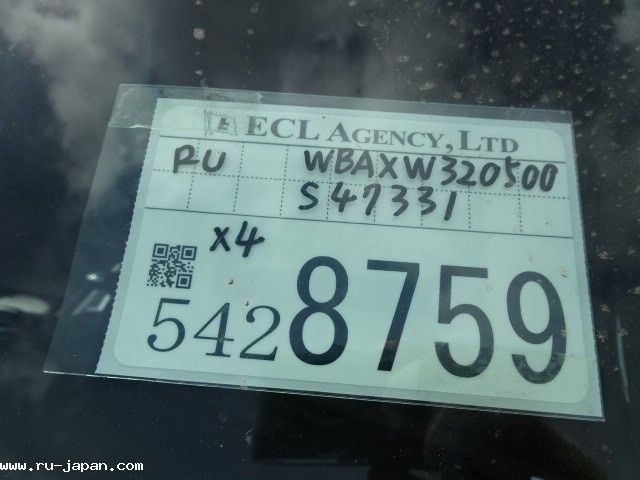 ECL AGENCY, LTD
RU WBAXW320500
S47331
X4
5428759
www.ru-japan.com